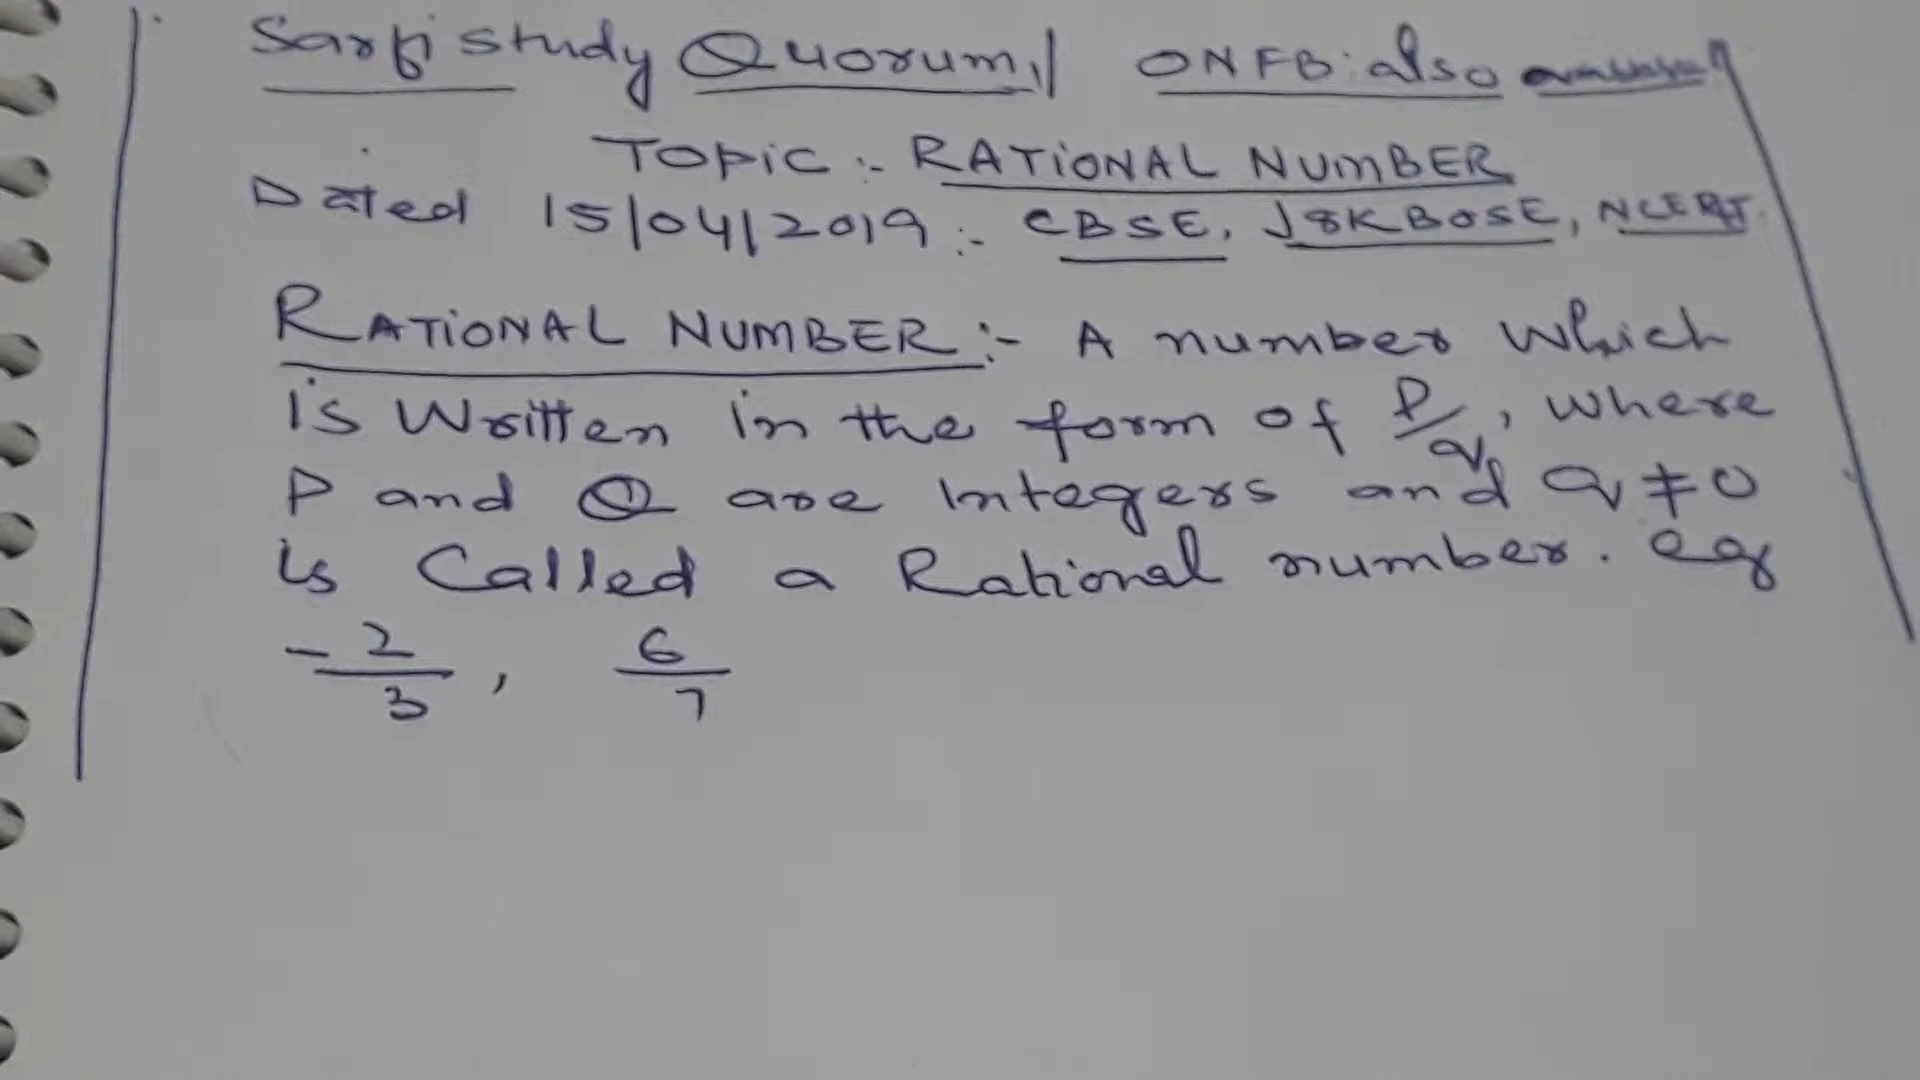 Sarfi study Quorum, ON FB also
Topic :- RATIONAL NUMBER
Dated 15/04/2019 :- CBSE, J&K BOSE, NCERT
RATIONAL NUMBER :- A number which
is written in the form of P/q, where
P and Q are integers and q ≠ 0
is called a Rational number. eg
-2/3, 6/7